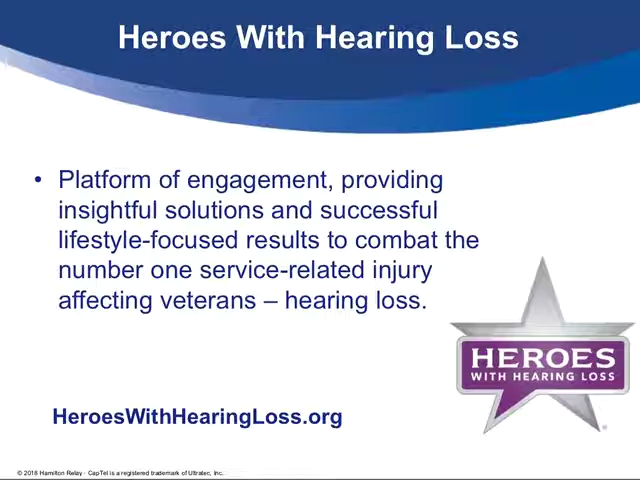 Heroes With Hearing Loss
• Platform of engagement, providing
insightful solutions and successful
lifestyle-focused results to combat the
number one service-related injury
affecting veterans – hearing loss.
HEROES
WITH HEARING LOSS
®
HeroesWithHearingLoss.org
© 2016 Hamilton Relay - CapTel is a registered trademark of Ultratec, Inc.